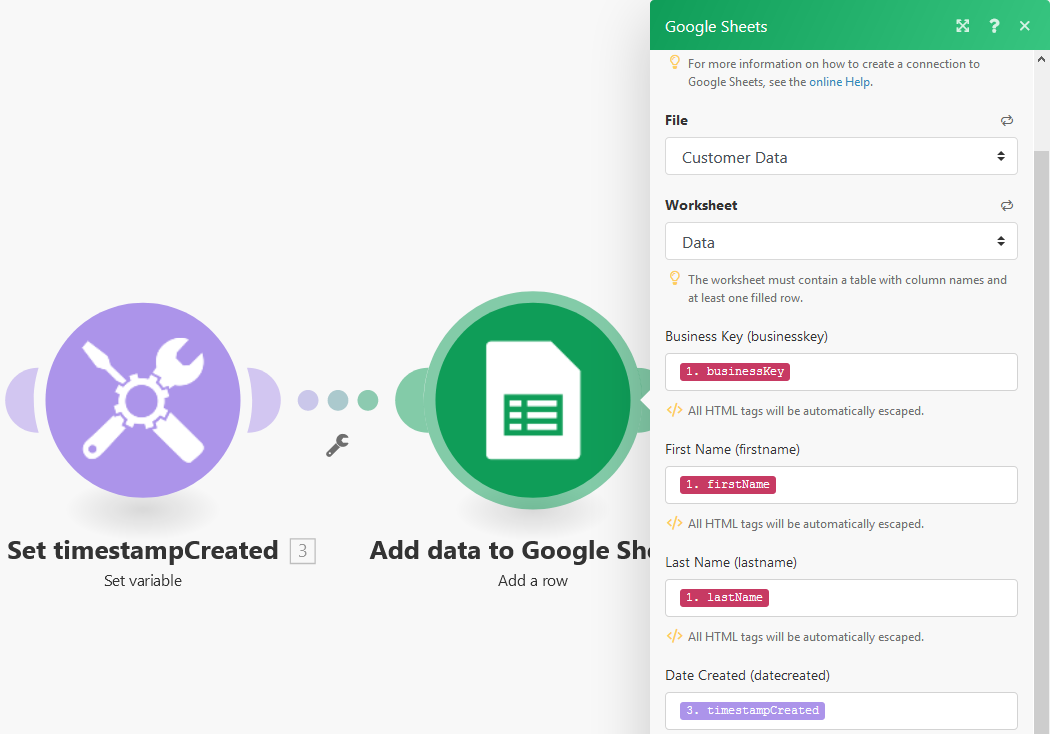 Google Sheets
?
For more information on how to create a connection to
Google Sheets, see the online Help.
File
Customer Data
Worksheet
Data
The worksheet must contain a table with column names and
at least one filled row.
Business Key (businesskey)
1. businessKey
</> All HTML tags will be automatically escaped.
First Name (firstname)
1. firstName
</> All HTML tags will be automatically escaped.
Last Name (lastname)
1. lastName
</> All HTML tags will be automatically escaped.
Date Created (datecreated)
3. timestampCreated
Set timestampCreated 3
Set variable
Add data to Google She
Add a row